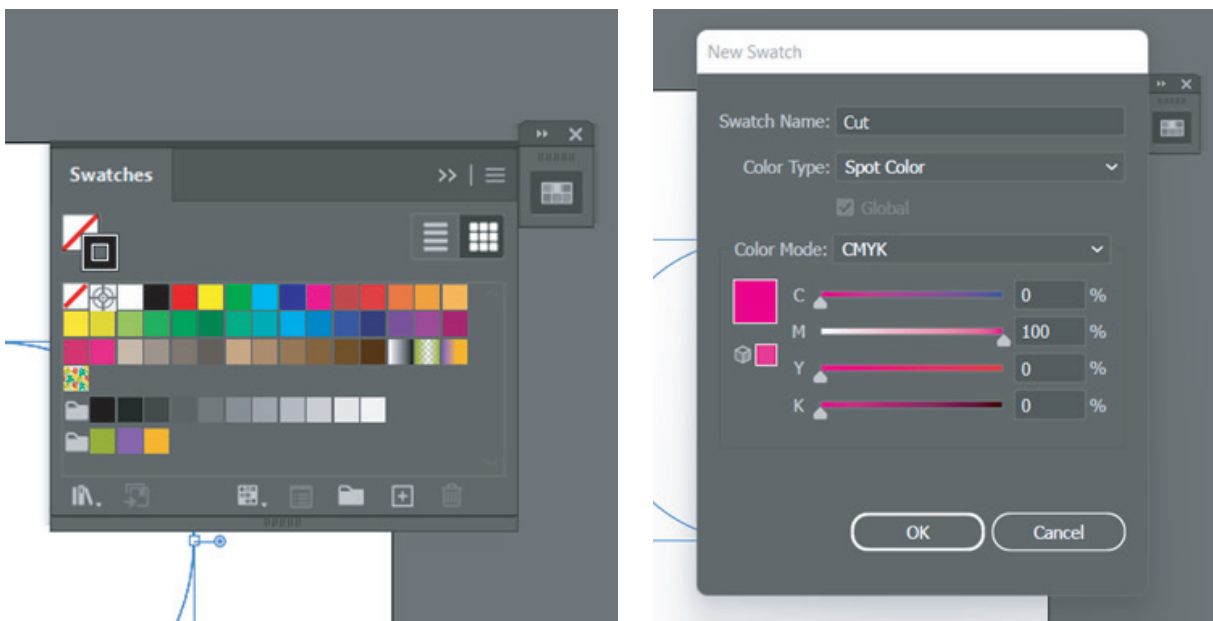 Swatches
New Swatch
Swatch Name: Cut
Color Type: Spot Color
Global
Color Mode: CMYK
C 0 %
M 100 %
Y 0 %
K 0 %
OK Cancel